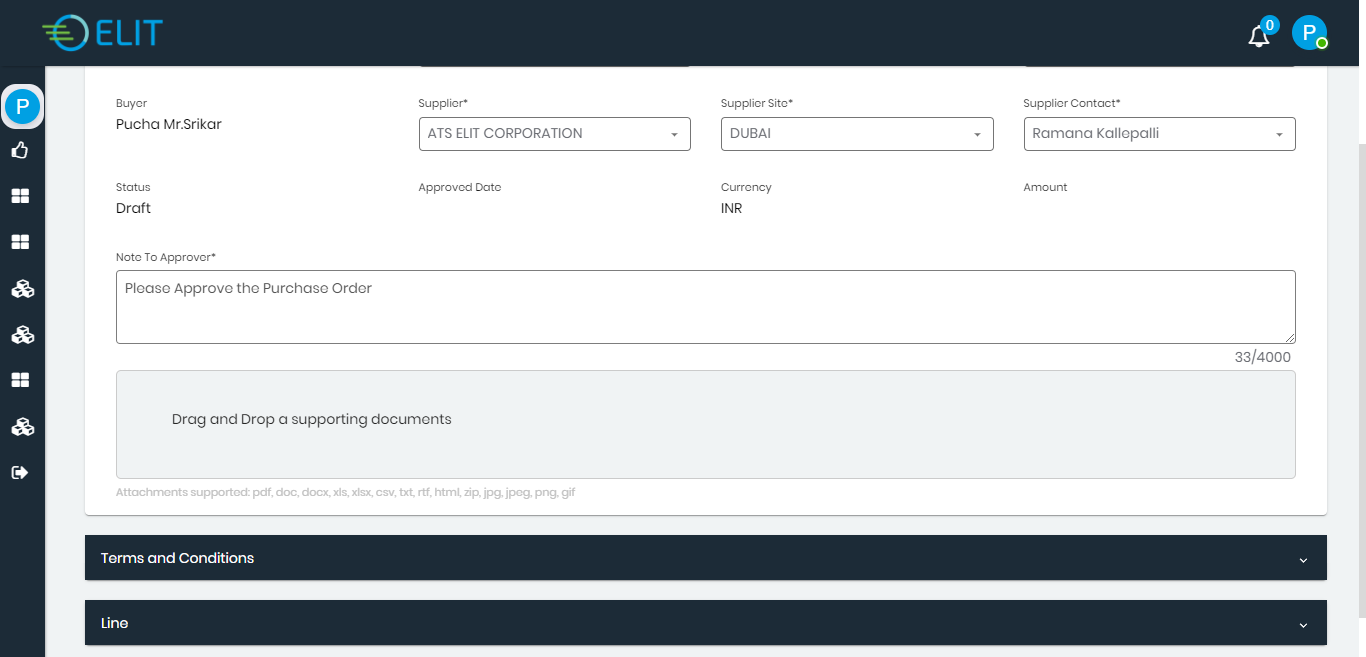 ELIT
0
P
P
Buyer
Supplier*
Supplier Site*
Supplier Contact*
Pucha Mr.Srikar
ATS ELIT CORPORATION
DUBAI
Ramana Kallepalli
Status
Approved Date
Currency
Amount
Draft
INR
Note To Approver*
Please Approve the Purchase Order
33/4000
Drag and Drop a supporting documents
Attachments supported: pdf, doc, docx, xls, xlsx, csv, txt, rtf, html, zip, jpg, jpeg, png, gif
Terms and Conditions
Line